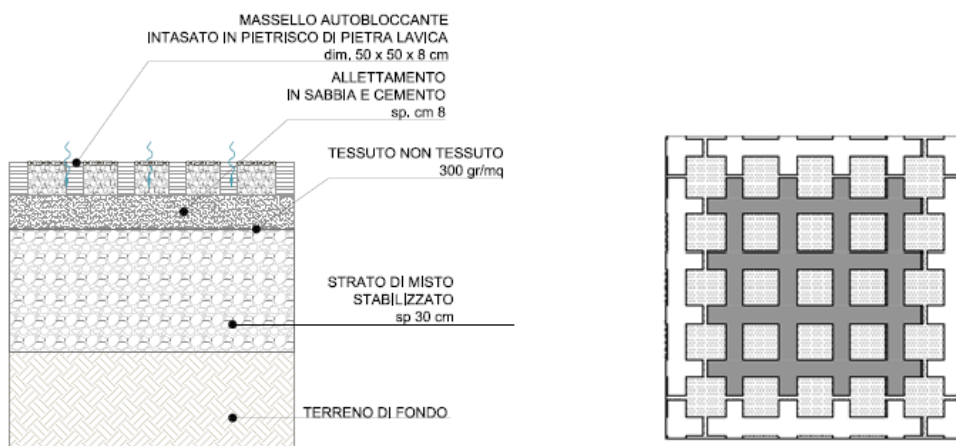 MASSELLO AUTOBLOCCANTE
INTASATO IN PIETRISCO DI PIETRA LAVICA
dim. 50 x 50 x 8 cm
ALLETTAMENTO
IN SABBIA E CEMENTO
sp. cm 8
TESSUTO NON TESSUTO
300 gr/mq
STRATO DI MISTO
STABILIZZATO
sp 30 cm
TERRENO DI FONDO